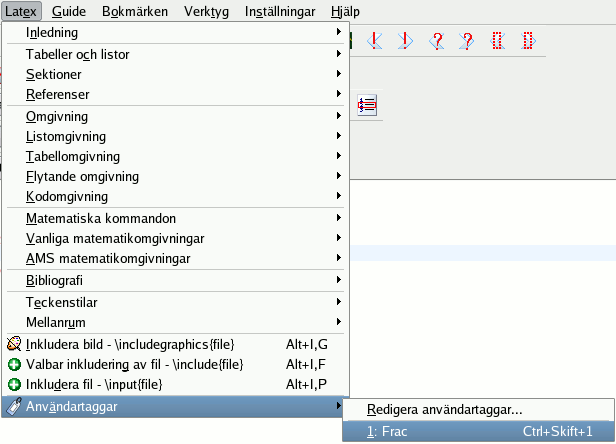 Latex Guide Bokmärken Verktyg Inställningar Hjälp
Inledning
Tabeller och listor
Sektioner
Referenser
Omgivning
Listomgivning
Tabellomgivning
Flytande omgivning
Kodomgivning
Matematiska kommandon
Vanliga matematikomgivningar
AMS matematikomgivningar
Bibliografi
Teckenstilar
Mellanrum
Inkludera bild - \includegraphics{file} Alt+I,G
Valbar inkludering av fil - \include{file} Alt+I,F
Inkludera fil - \input{file} Alt+I,P
Användartaggar
Redigera användartaggar...
1: Frac Ctrl+Skift+1